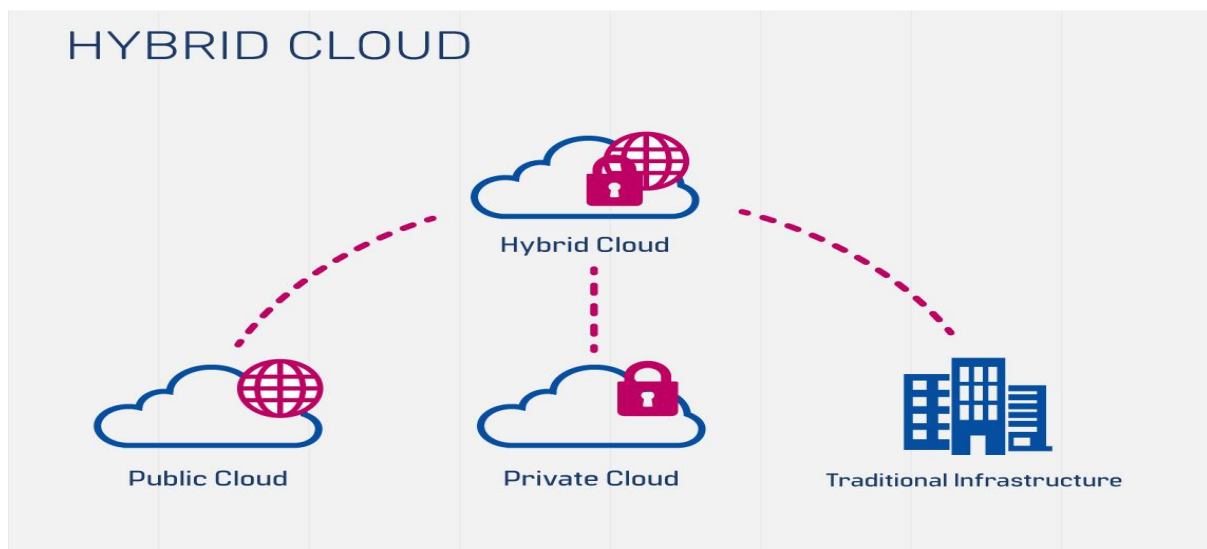 HYBRID CLOUD
Hybrid Cloud
Public Cloud
Private Cloud
Traditional Infrastructure